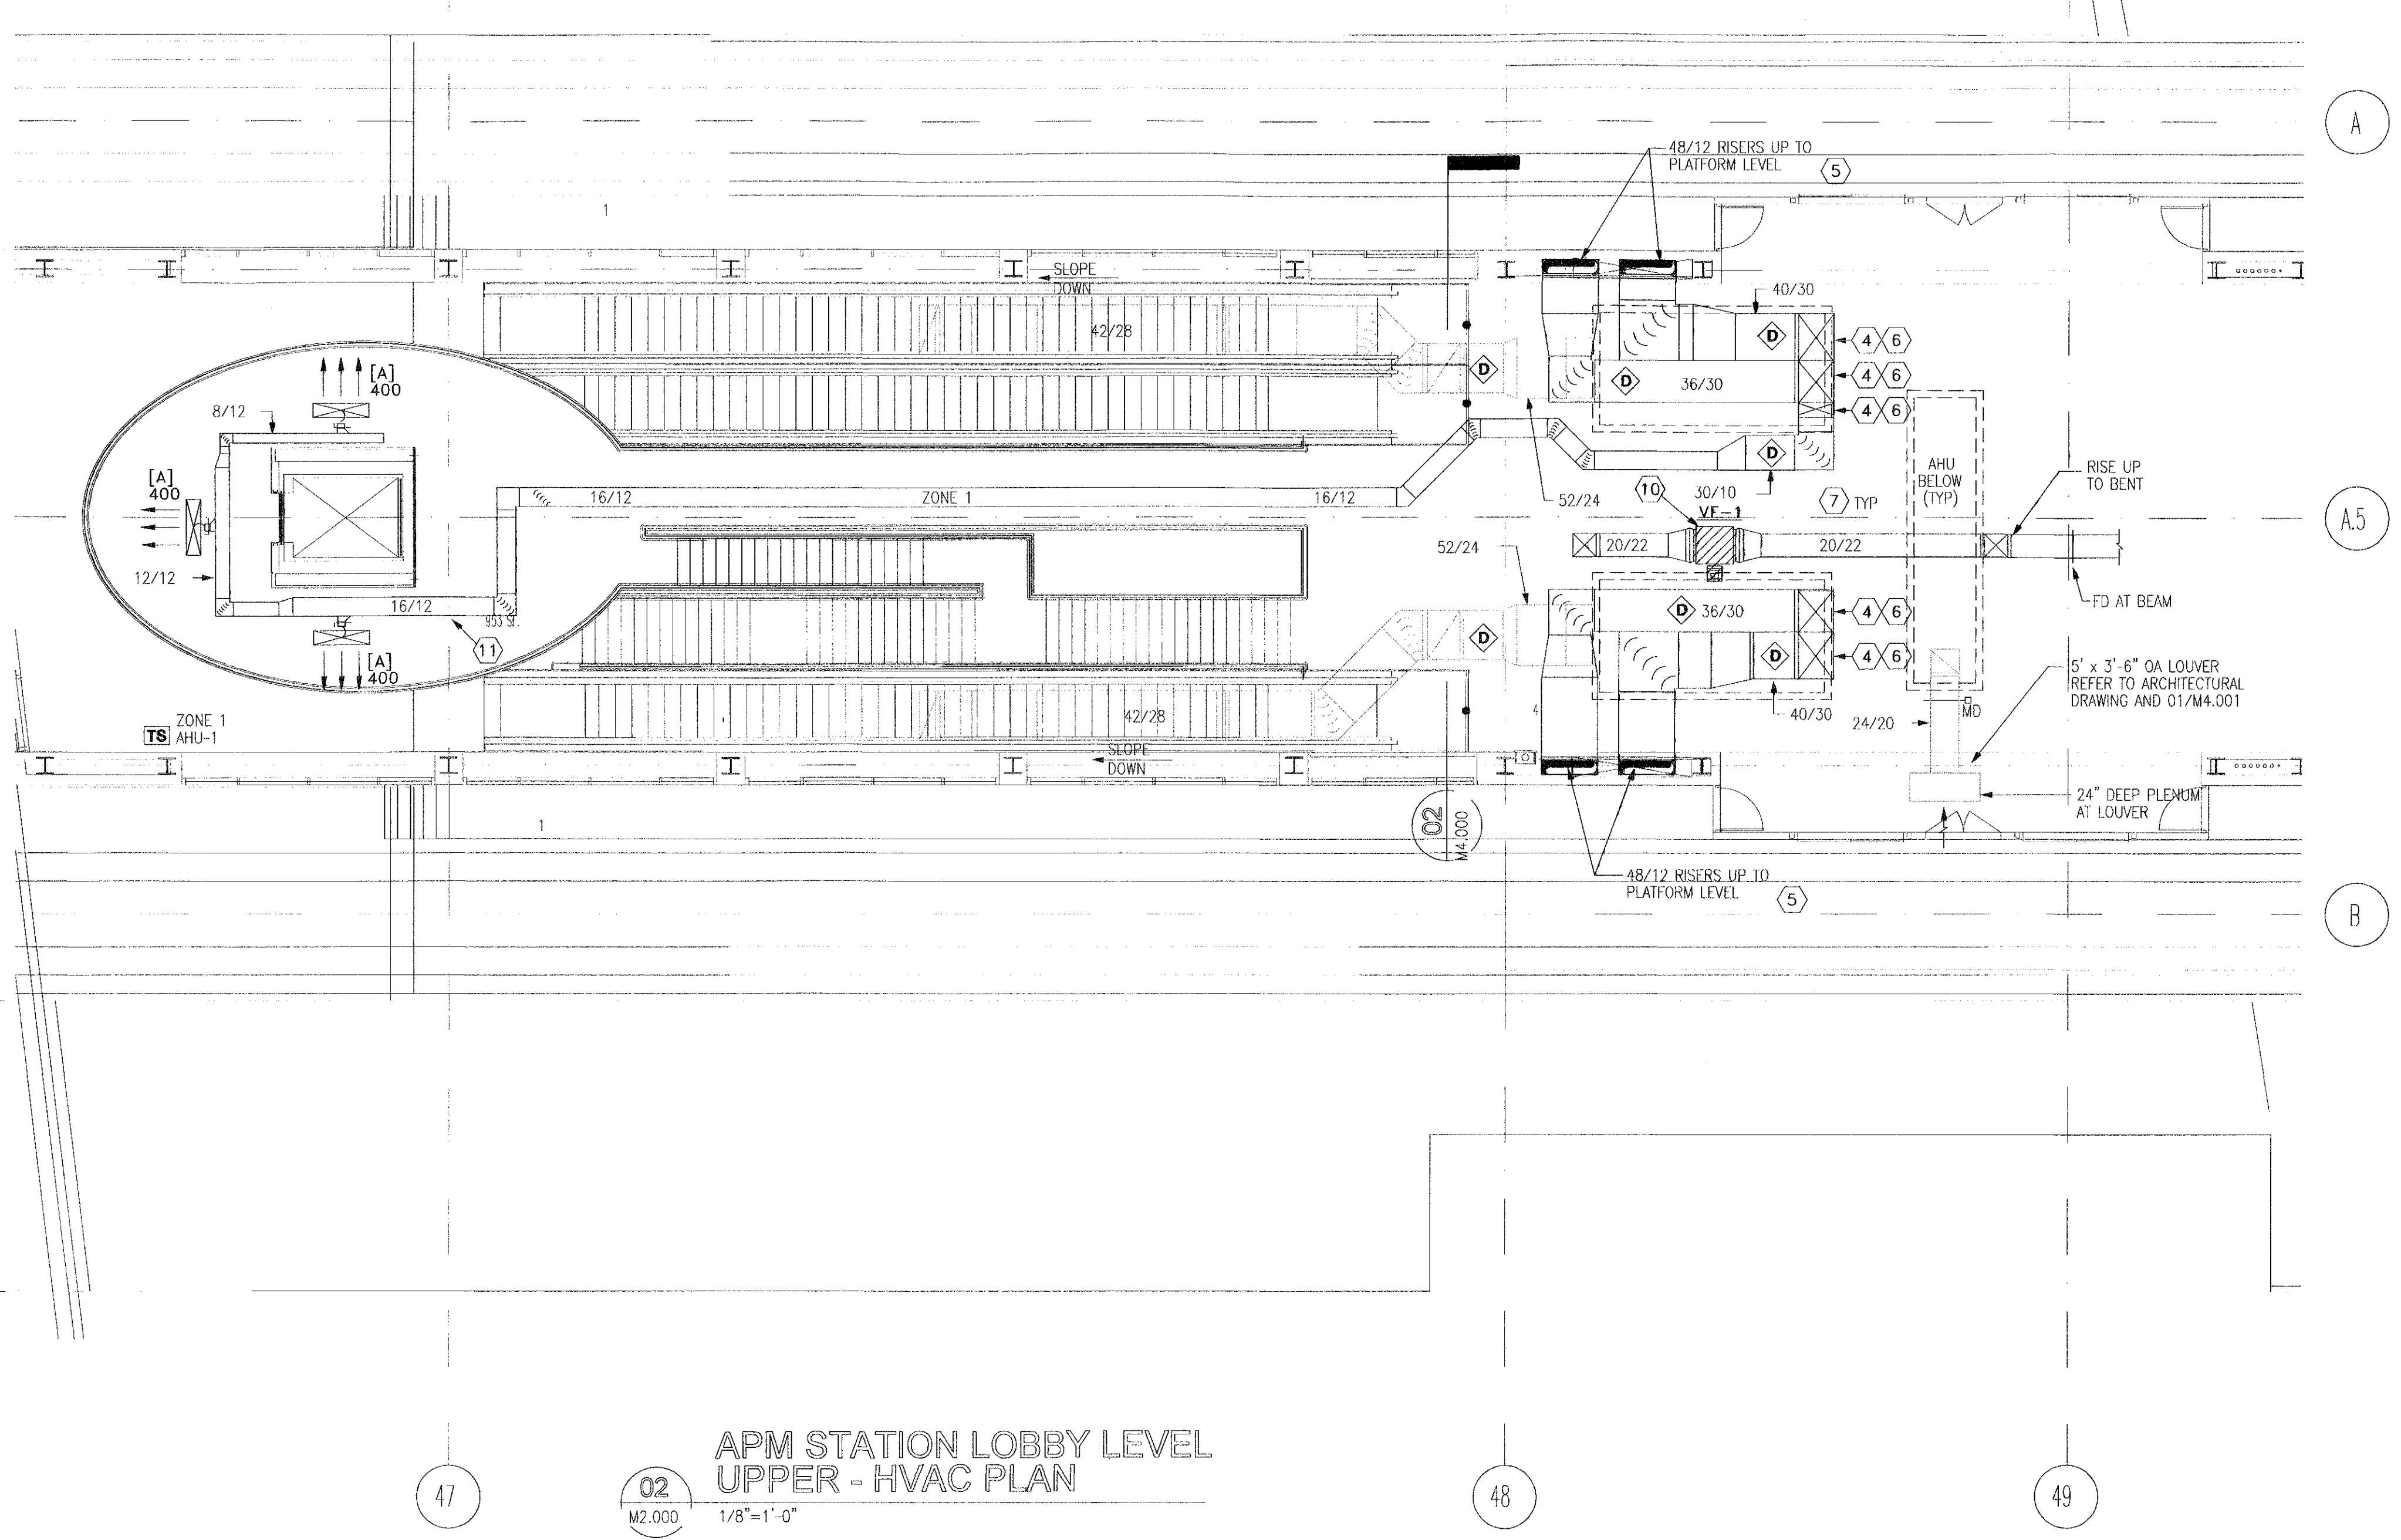 A
48/12 RISERS UP TO
PLATFORM LEVEL
5
1
SLOPE
DOWN
42/28
40/30
D
4 6
D
36/30
4 6
D
4 6
[A]
400
8/12
[A]
400
16/12
ZONE 1
16/12
D
52/24
10
30/10
VF-1
7 TYP
AHU
BELOW
(TYP)
RISE UP
TO BENT
A.5
12/12
16/12
953 SF.
11
52/24
20/22
20/22
FD AT BEAM
D
D
36/30
4 6
D
4 6
40/30
[A]
400
ZONE 1
TS
AHU-1
42/28
SLOPE
DOWN
4
24/20
MD
5' x 3'-6" OA LOUVER
REFER TO ARCHITECTURAL
DRAWING AND 01/M4.001
24" DEEP PLENUM
AT LOUVER
1
02
M4.000
48/12 RISERS UP TO
PLATFORM LEVEL
5
B
APM STATION LOBBY LEVEL
UPPER - HVAC PLAN
02
M2.000
1/8"=1'-0"
47
48
49